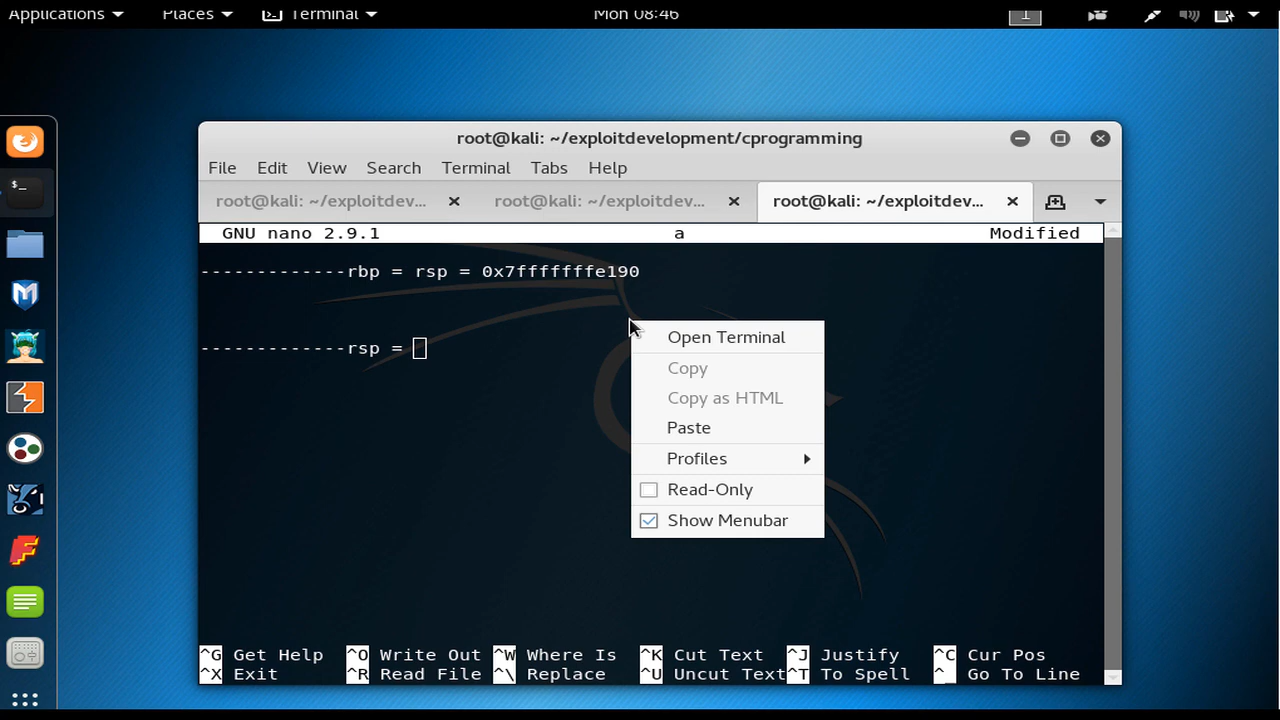 Applications Places Terminal Mon 08:46 1
root@kali: ~/exploitdevelopment/cprogramming
File Edit View Search Terminal Tabs Help
root@kali: ~/exploitdev... root@kali: ~/exploitdev... root@kali: ~/exploitdev...
GNU nano 2.9.1 a Modified
-------------rbp = rsp = 0x7fffffffe190
-------------rsp =
Open Terminal
Copy
Copy as HTML
Paste
Profiles
Read-Only
Show Menubar
^G Get Help ^O Write Out ^W Where Is ^K Cut Text ^J Justify ^C Cur Pos
^X Exit ^R Read File ^\ Replace ^U Uncut Text ^T To Spell ^_ Go To Line